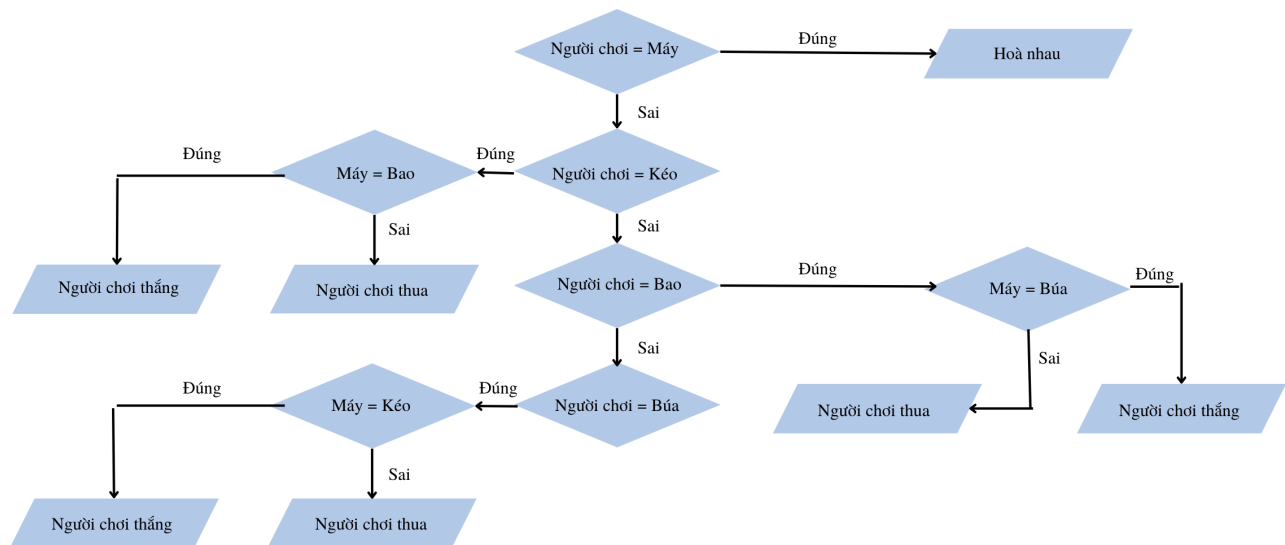 Người chơi = Máy
Đúng
Hoà nhau
Sai
Đúng
Máy = Bao
Đúng
Người chơi = Kéo
Sai
Sai
Người chơi thắng
Người chơi thua
Người chơi = Bao
Đúng
Máy = Búa
Đúng
Sai
Sai
Đúng
Máy = Kéo
Đúng
Người chơi = Búa
Người chơi thua
Người chơi thắng
Sai
Người chơi thắng
Người chơi thua